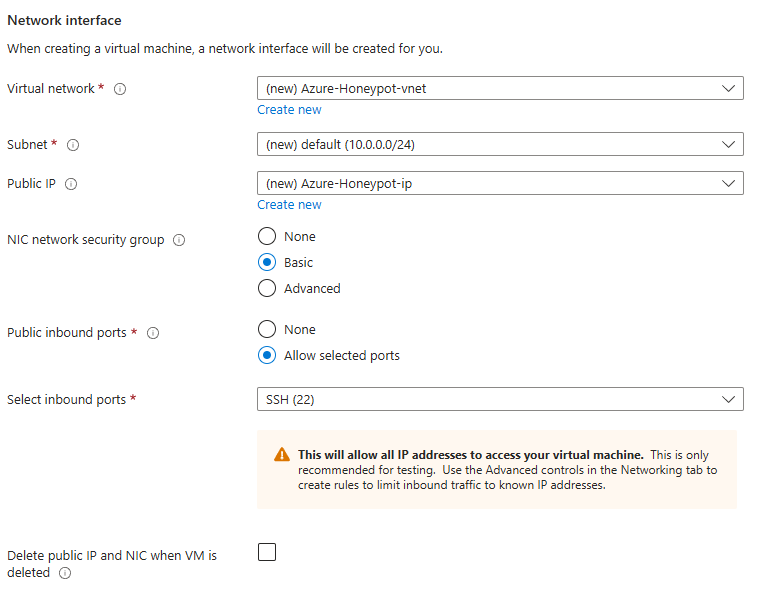 Network interface
When creating a virtual machine, a network interface will be created for you.
Virtual network *
(new) Azure-Honeypot-vnet
Create new
Subnet *
(new) default (10.0.0.0/24)
Public IP
(new) Azure-Honeypot-ip
Create new
NIC network security group
None
Basic
Advanced
Public inbound ports *
None
Allow selected ports
Select inbound ports *
SSH (22)
This will allow all IP addresses to access your virtual machine. This is only
recommended for testing. Use the Advanced controls in the Networking tab to
create rules to limit inbound traffic to known IP addresses.
Delete public IP and NIC when VM is
deleted